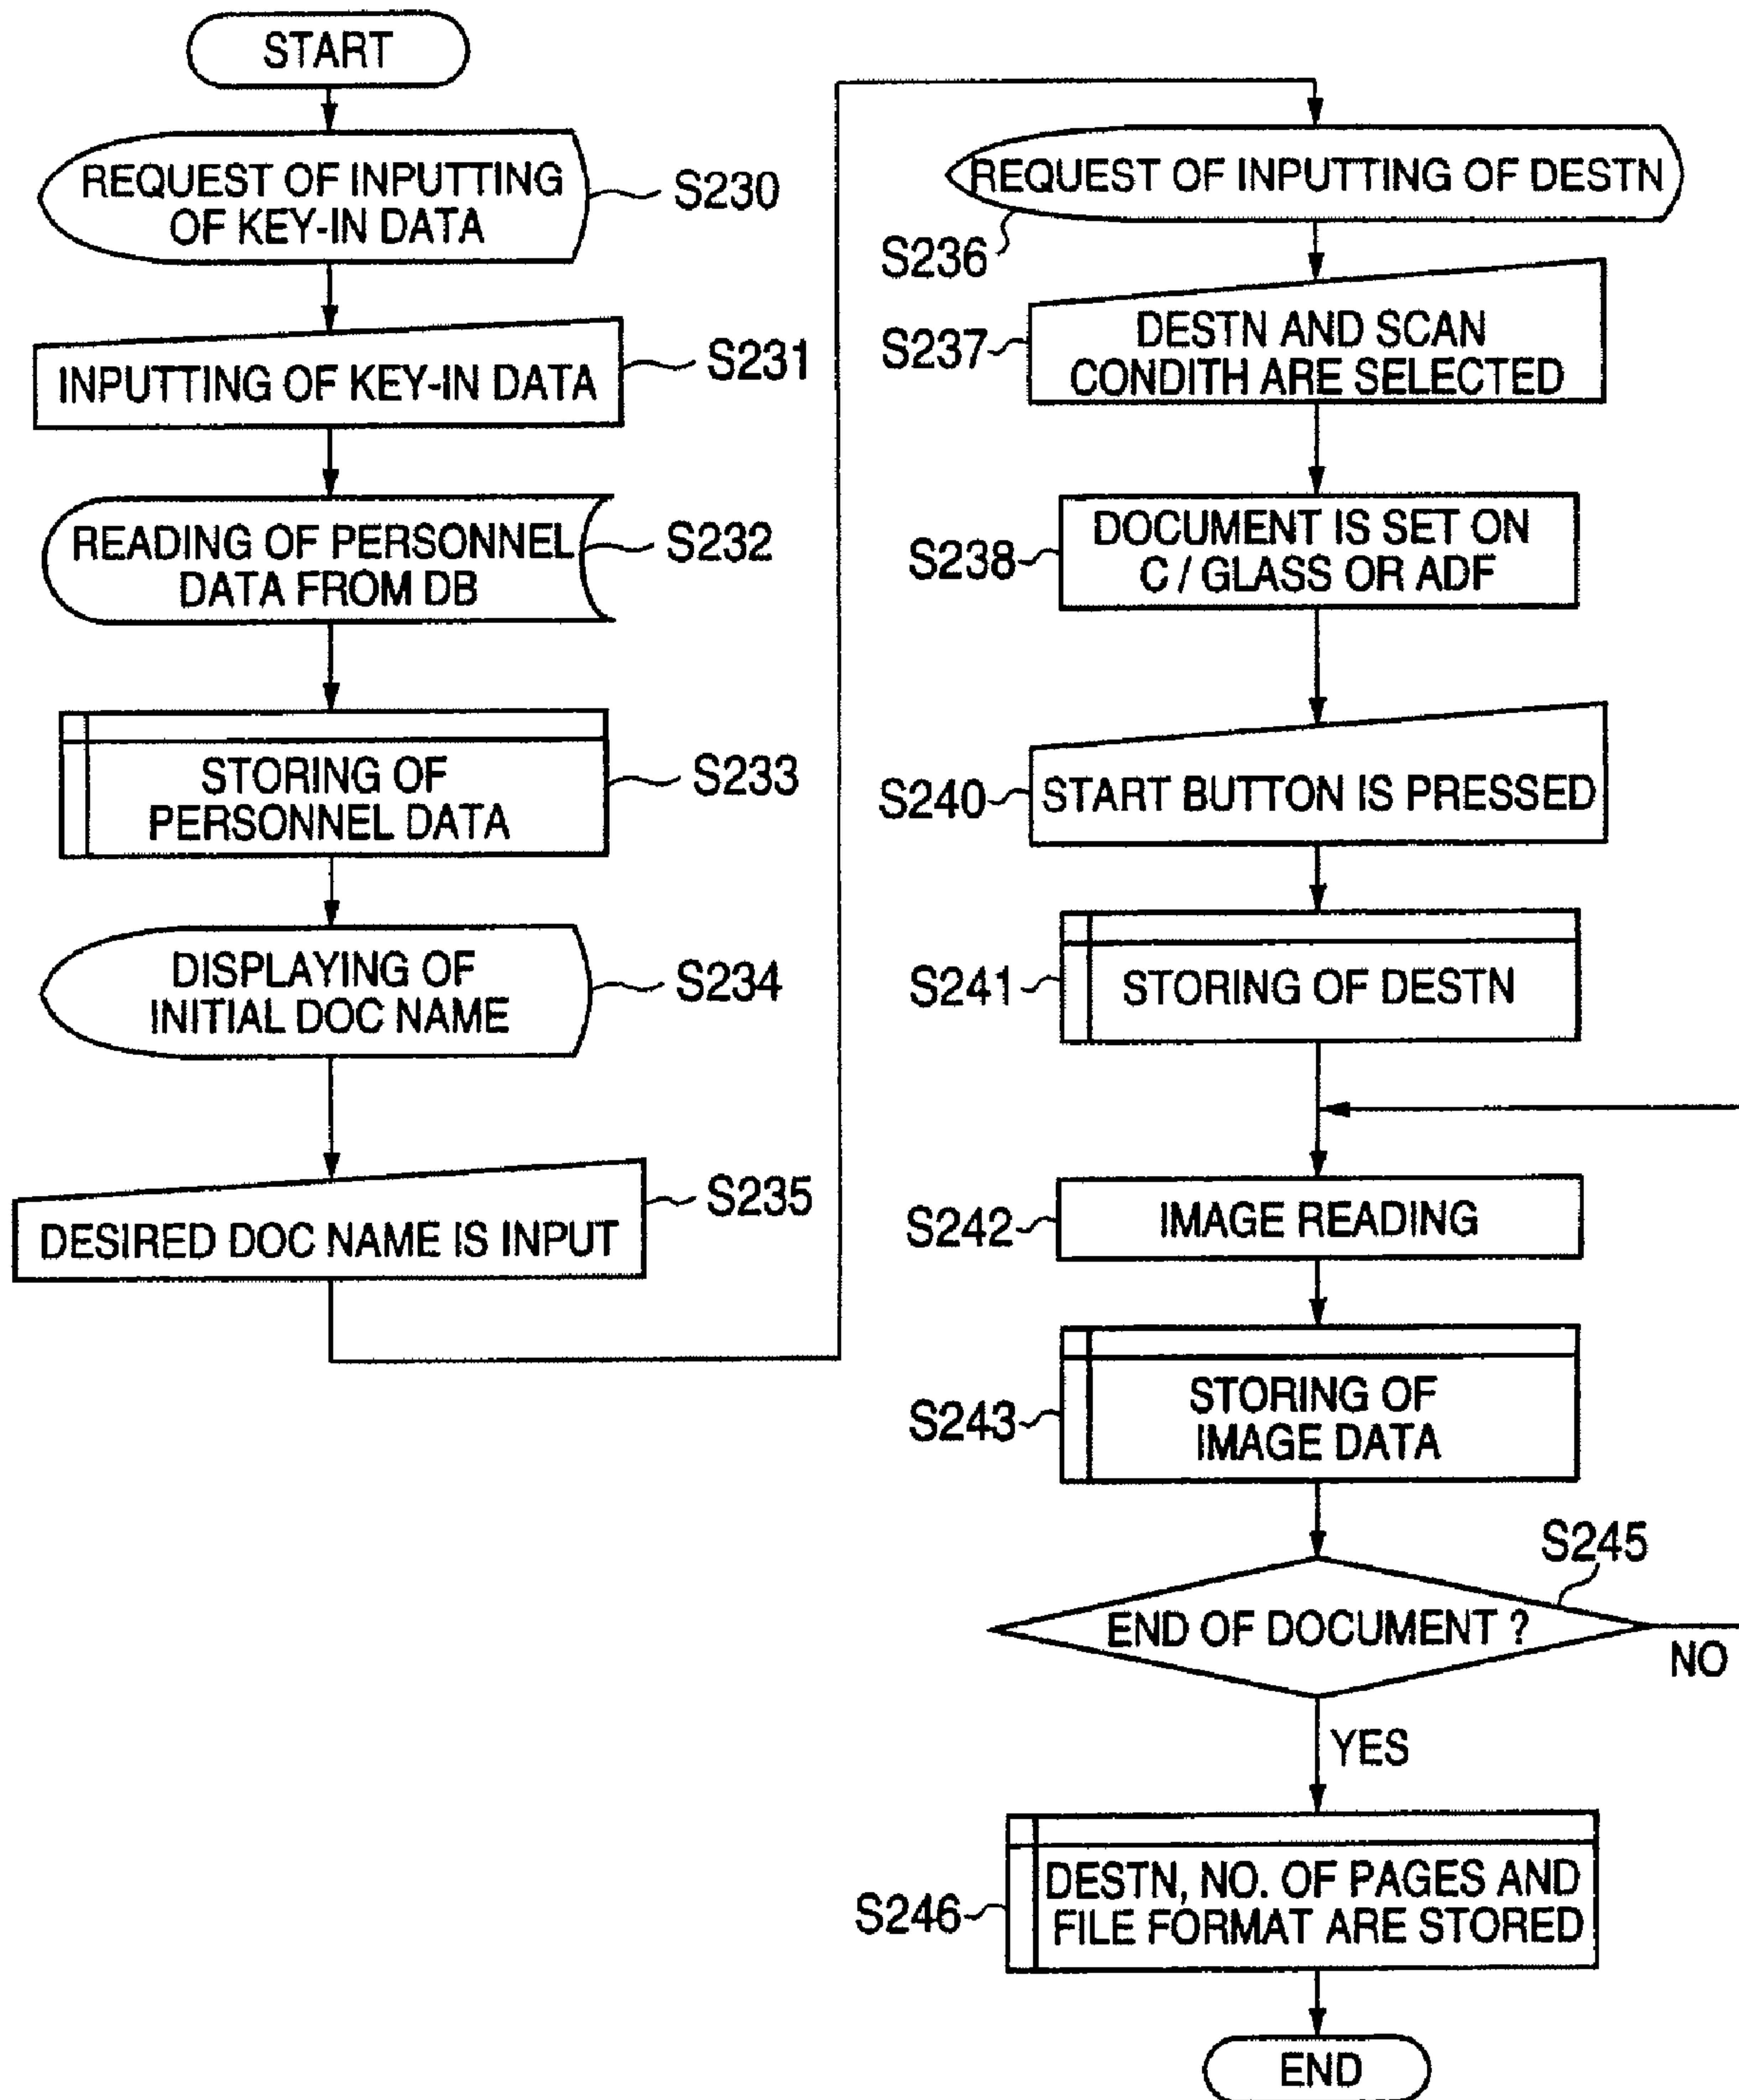 START
REQUEST OF INPUTTING
OF KEY-IN DATA
S230
INPUTTING OF KEY-IN DATA
S231
READING OF PERSONNEL
DATA FROM DB
S232
STORING OF
PERSONNEL DATA
S233
DISPLAYING OF
INITIAL DOC NAME
S234
DESIRED DOC NAME IS INPUT
S235
REQUEST OF INPUTTING OF DESTN
S236
DESTN AND SCAN
CONDITH ARE SELECTED
S237
DOCUMENT IS SET ON
C / GLASS OR ADF
S238
START BUTTON IS PRESSED
S240
STORING OF DESTN
S241
IMAGE READING
S242
STORING OF
IMAGE DATA
S243
END OF DOCUMENT ?
S245
NO
YES
DESTN, NO. OF PAGES AND
FILE FORMAT ARE STORED
S246
END